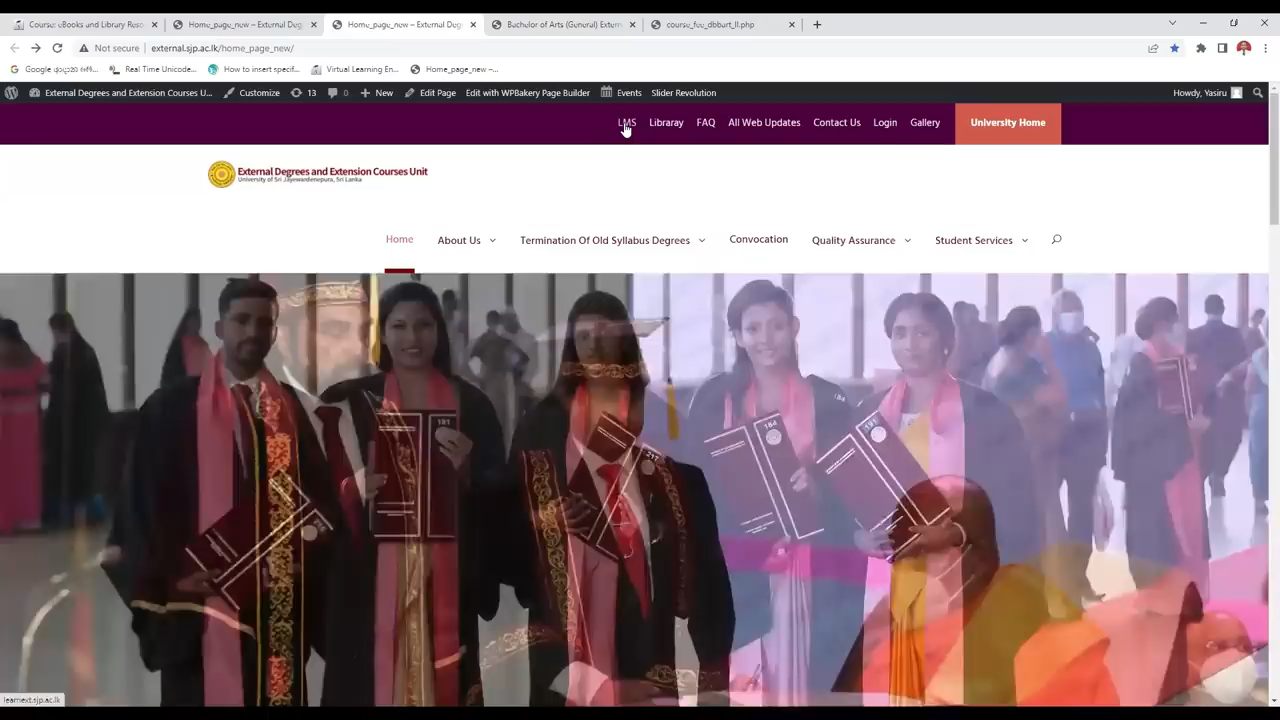 Course: eBooks and Library Reso
Home_page_new – External Deg
Home_page_new – External Deg
Bachelor of Arts (General) Extern
course_fee_dbbart_II.php
Not secure
external.sjp.ac.lk/home_page_new/
Google
Real Time Unicode...
How to insert specif...
Virtual Learning En...
Home_page_new –...
External Degrees and Extension Courses U...
Customize
13
0
New
Edit Page
Edit with WPBakery Page Builder
Events
Slider Revolution
Howdy, Yasiru
LMS
Libraray
FAQ
All Web Updates
Contact Us
Login
Gallery
University Home
External Degrees and Extension Courses Unit
University of Sri Jayewardenepura, Sri Lanka
Home
About Us
Termination Of Old Syllabus Degrees
Convocation
Quality Assurance
Student Services
181
184
191
217
learnext.sjp.ac.lk